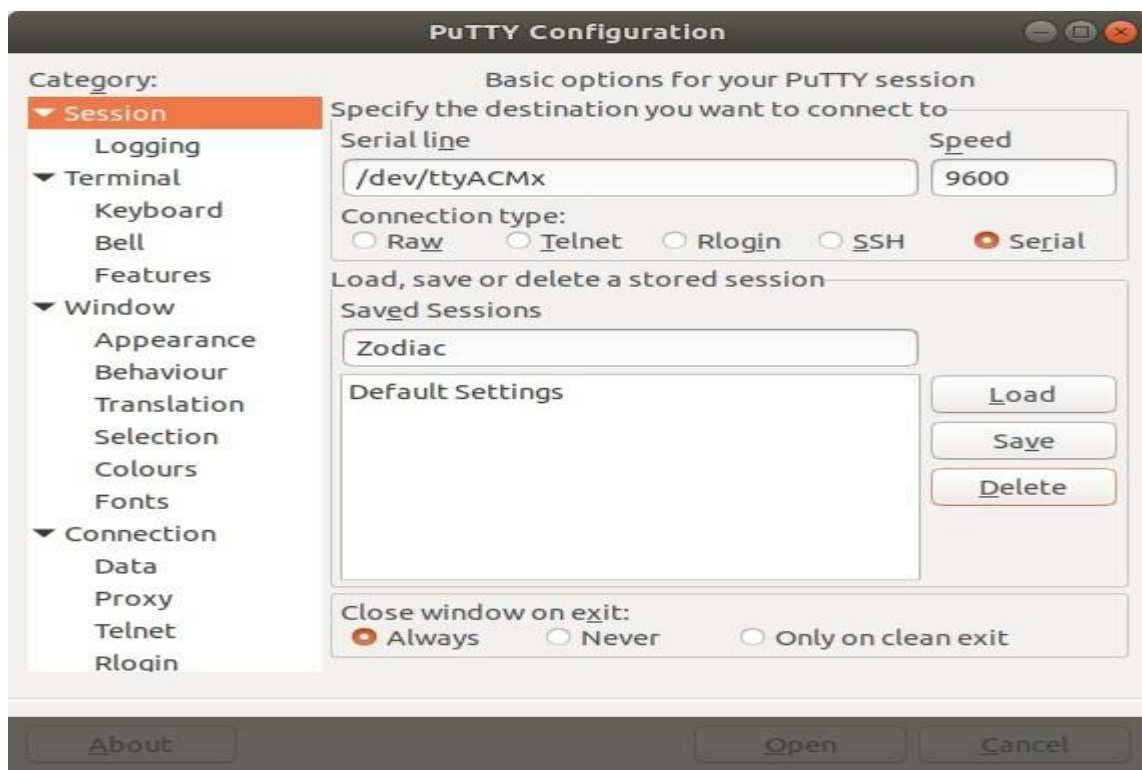 PuTTY Configuration
Category:
Session
Logging
Terminal
Keyboard
Bell
Features
Window
Appearance
Behaviour
Translation
Selection
Colours
Fonts
Connection
Data
Proxy
Telnet
Rlogin
Basic options for your PuTTY session
Specify the destination you want to connect to
Serial line Speed
/dev/ttyACMx 9600
Connection type:
Raw Telnet Rlogin SSH Serial
Load, save or delete a stored session
Saved Sessions
Zodiac
Default Settings
Load
Save
Delete
Close window on exit:
Always Never Only on clean exit
About Open Cancel